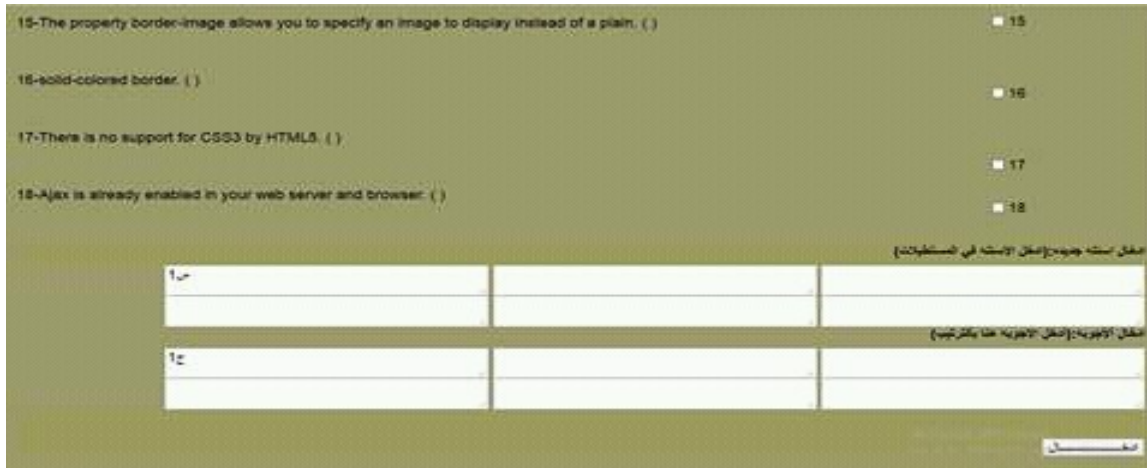 15-The property border-image allows you to specify an image to display instead of a plain. ( )
15
16-solid-colored border. ( )
16
17-There is no support for CSS3 by HTML5. ( )
17
18-Ajax is already enabled in your web server and browser. ( )
18
ادخال اسئله جديده:(ادخل الاسئله في المستطيلات)
س1
ادخال الاجوبه:(ادخل الاجوبه هنا بالترتيب)
ج1
ادخــــــــال